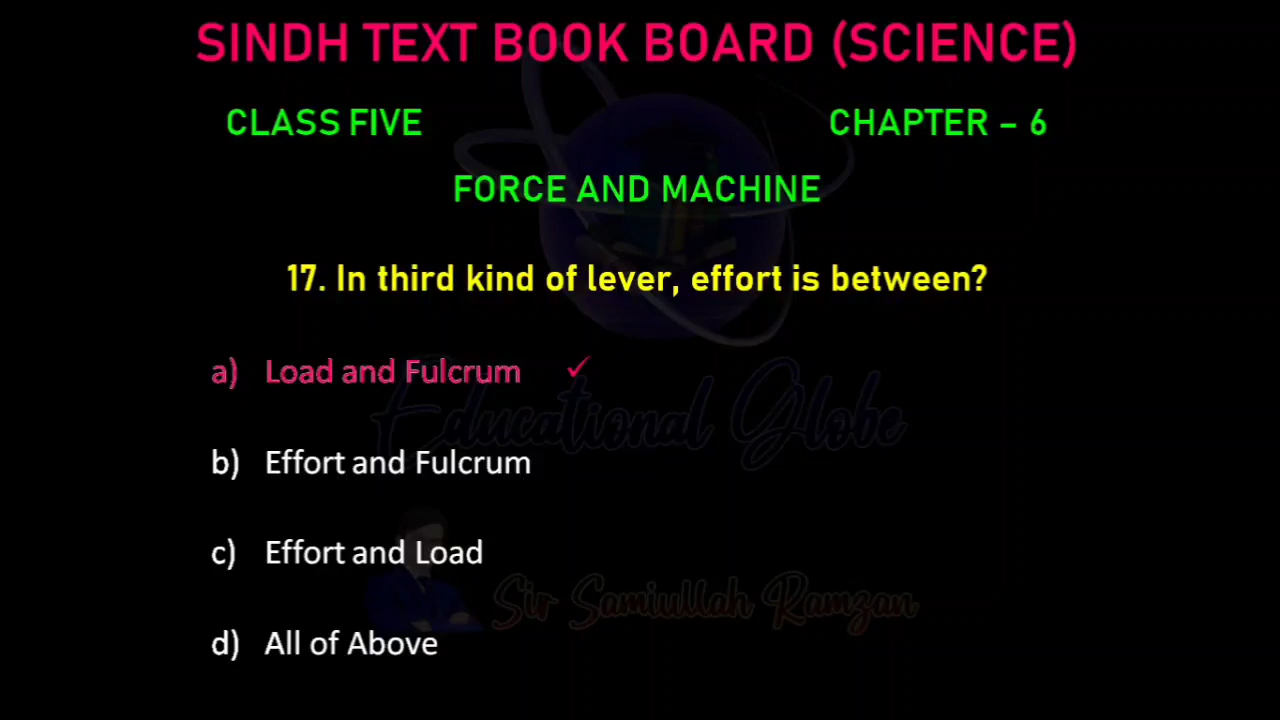 SINDH TEXT BOOK BOARD (SCIENCE)
CLASS FIVE
CHAPTER – 6
FORCE AND MACHINE
17. In third kind of lever, effort is between?
a) Load and Fulcrum ✓
b) Effort and Fulcrum
Educational Globe
c) Effort and Load
Sir Samiullah Ramzan
d) All of Above